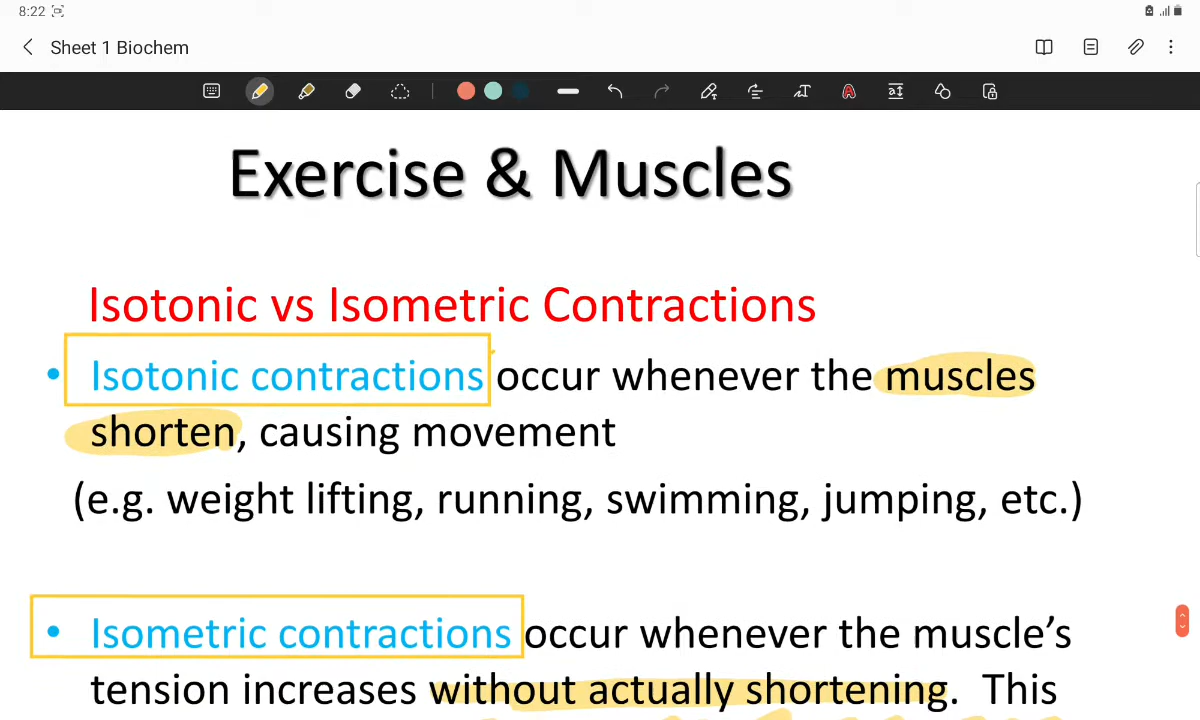 8:22
Sheet 1 Biochem
Exercise & Muscles
Isotonic vs Isometric Contractions
• Isotonic contractions occur whenever the muscles
shorten, causing movement
(e.g. weight lifting, running, swimming, jumping, etc.)
• Isometric contractions occur whenever the muscle’s
tension increases without actually shortening. This